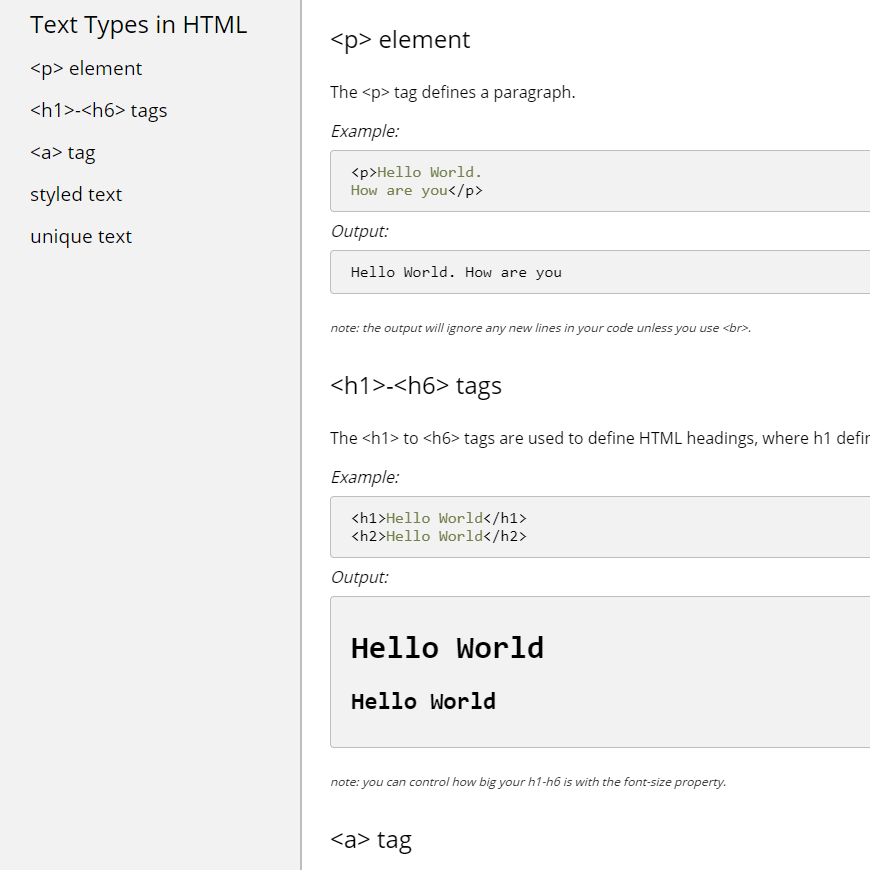 Text Types in HTML
<p> element
<h1>-<h6> tags
<a> tag
styled text
unique text
<p> element
The <p> tag defines a paragraph.
Example:
<p>Hello World.
How are you</p>
Output:
Hello World. How are you
note: the output will ignore any new lines in your code unless you use <br>.
<h1>-<h6> tags
The <h1> to <h6> tags are used to define HTML headings, where h1
Example:
<h1>Hello World</h1>
<h2>Hello World</h2>
Output:
Hello World
Hello World
note: you can control how big your h1-h6 is with the font-size property.
<a> tag